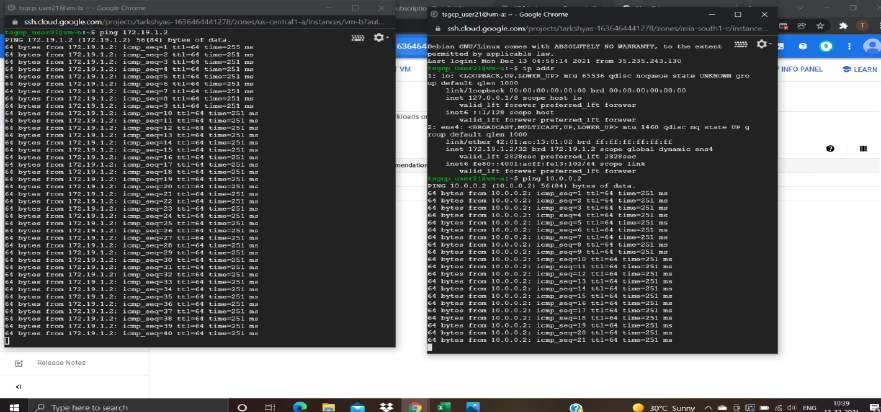 tsgcp_user21@vm-a: ~ - Google Chrome
ssh.cloud.google.com/projects/tarkshyas-1636464441278/zones/us-central1-a/instances/vm-b?aut...
ping 172.19.1.2
PING 172.19.1.2 (172.19.1.2) 56(84) bytes of data.
64 bytes from 172.19.1.2: icmp_seq=1 ttl=64 time=255 ms
64 bytes from 172.19.1.2: icmp_seq=2 ttl=64 time=251 ms
64 bytes from 172.19.1.2: icmp_seq=3 ttl=64 time=251 ms
64 bytes from 172.19.1.2: icmp_seq=4 ttl=64 time=251 ms
64 bytes from 172.19.1.2: icmp_seq=5 ttl=64 time=251 ms
64 bytes from 172.19.1.2: icmp_seq=6 ttl=64 time=251 ms
64 bytes from 172.19.1.2: icmp_seq=7 ttl=64 time=251 ms
64 bytes from 172.19.1.2: icmp_seq=8 ttl=64 time=251 ms
64 bytes from 172.19.1.2: icmp_seq=9 ttl=64 time=251 ms
64 bytes from 172.19.1.2: icmp_seq=10 ttl=64 time=251 ms
64 bytes from 172.19.1.2: icmp_seq=11 ttl=64 time=251 ms
64 bytes from 172.19.1.2: icmp_seq=12 ttl=64 time=251 ms
64 bytes from 172.19.1.2: icmp_seq=13 ttl=64 time=251 ms
64 bytes from 172.19.1.2: icmp_seq=14 ttl=64 time=251 ms
64 bytes from 172.19.1.2: icmp_seq=15 ttl=64 time=251 ms
64 bytes from 172.19.1.2: icmp_seq=16 ttl=64 time=251 ms
64 bytes from 172.19.1.2: icmp_seq=17 ttl=64 time=251 ms
64 bytes from 172.19.1.2: icmp_seq=18 ttl=64 time=251 ms
64 bytes from 172.19.1.2: icmp_seq=19 ttl=64 time=251 ms
64 bytes from 172.19.1.2: icmp_seq=20 ttl=64 time=251 ms
64 bytes from 172.19.1.2: icmp_seq=21 ttl=64 time=251 ms
64 bytes from 172.19.1.2: icmp_seq=22 ttl=64 time=251 ms
64 bytes from 172.19.1.2: icmp_seq=23 ttl=64 time=251 ms
64 bytes from 172.19.1.2: icmp_seq=24 ttl=64 time=251 ms
64 bytes from 172.19.1.2: icmp_seq=25 ttl=64 time=251 ms
64 bytes from 172.19.1.2: icmp_seq=26 ttl=64 time=251 ms
64 bytes from 172.19.1.2: icmp_seq=27 ttl=64 time=251 ms
64 bytes from 172.19.1.2: icmp_seq=28 ttl=64 time=251 ms
64 bytes from 172.19.1.2: icmp_seq=29 ttl=64 time=251 ms
64 bytes from 172.19.1.2: icmp_seq=30 ttl=64 time=251 ms
64 bytes from 172.19.1.2: icmp_seq=31 ttl=64 time=251 ms
64 bytes from 172.19.1.2: icmp_seq=32 ttl=64 time=251 ms
64 bytes from 172.19.1.2: icmp_seq=33 ttl=64 time=251 ms
64 bytes from 172.19.1.2: icmp_seq=34 ttl=64 time=251 ms
64 bytes from 172.19.1.2: icmp_seq=35 ttl=64 time=251 ms
64 bytes from 172.19.1.2: icmp_seq=36 ttl=64 time=251 ms
64 bytes from 172.19.1.2: icmp_seq=37 ttl=64 time=251 ms
64 bytes from 172.19.1.2: icmp_seq=38 ttl=64 time=251 ms
64 bytes from 172.19.1.2: icmp_seq=39 ttl=64 time=251 ms
64 bytes from 172.19.1.2: icmp_seq=40 ttl=64 time=251 ms
Release Notes
tsgcp_user21@vm-a: ~ - Google Chrome
ssh.cloud.google.com/projects/tarkshyas-1636464441278/zones/asia-south1-c/instance...
Debian GNU/Linux comes with ABSOLUTELY NO WARRANTY, to the extent
permitted by applicable law.
Last login: Mon Dec 13 04:58:14 2021 from 35.235.243.130
tsgcp_user21@vm-a:~$ ip addr
1: lo: <LOOPBACK,UP,LOWER_UP> mtu 65536 qdisc noqueue state UNKNOWN gro
up default qlen 1000
link/loopback 00:00:00:00:00:00 brd 00:00:00:00:00:00
inet 127.0.0.1/8 scope host lo
valid_lft forever preferred_lft forever
inet6 ::1/128 scope host
valid_lft forever preferred_lft forever
2: ens4: <BROADCAST,MULTICAST,UP,LOWER_UP> mtu 1460 qdisc mq state UP g
roup default qlen 1000
link/ether 42:01:ac:13:01:02 brd ff:ff:ff:ff:ff:ff
inet 172.19.1.2/32 brd 172.19.1.2 scope global dynamic ens4
valid_lft 2828sec preferred_lft 2828sec
inet6 fe80::4001:acff:fe13:102/64 scope link
valid_lft forever preferred_lft forever
tsgcp_user21@vm-a:~$ ping 10.0.0.2
PING 10.0.0.2 (10.0.0.2) 56(84) bytes of data.
64 bytes from 10.0.0.2: icmp_seq=1 ttl=64 time=251 ms
64 bytes from 10.0.0.2: icmp_seq=2 ttl=64 time=251 ms
64 bytes from 10.0.0.2: icmp_seq=3 ttl=64 time=251 ms
64 bytes from 10.0.0.2: icmp_seq=4 ttl=64 time=251 ms
64 bytes from 10.0.0.2: icmp_seq=5 ttl=64 time=251 ms
64 bytes from 10.0.0.2: icmp_seq=6 ttl=64 time=251 ms
64 bytes from 10.0.0.2: icmp_seq=7 ttl=64 time=251 ms
64 bytes from 10.0.0.2: icmp_seq=8 ttl=64 time=251 ms
64 bytes from 10.0.0.2: icmp_seq=9 ttl=64 time=251 ms
64 bytes from 10.0.0.2: icmp_seq=10 ttl=64 time=251 ms
64 bytes from 10.0.0.2: icmp_seq=11 ttl=64 time=251 ms
64 bytes from 10.0.0.2: icmp_seq=12 ttl=64 time=251 ms
64 bytes from 10.0.0.2: icmp_seq=13 ttl=64 time=251 ms
64 bytes from 10.0.0.2: icmp_seq=14 ttl=64 time=251 ms
64 bytes from 10.0.0.2: icmp_seq=15 ttl=64 time=251 ms
64 bytes from 10.0.0.2: icmp_seq=16 ttl=64 time=251 ms
64 bytes from 10.0.0.2: icmp_seq=17 ttl=64 time=251 ms
64 bytes from 10.0.0.2: icmp_seq=18 ttl=64 time=251 ms
64 bytes from 10.0.0.2: icmp_seq=19 ttl=64 time=251 ms
64 bytes from 10.0.0.2: icmp_seq=20 ttl=64 time=251 ms
64 bytes from 10.0.0.2: icmp_seq=21 ttl=64 time=251 ms
INFO PANEL
LEARN
VM
Type here to search
30°C Sunny
ENG
10:39